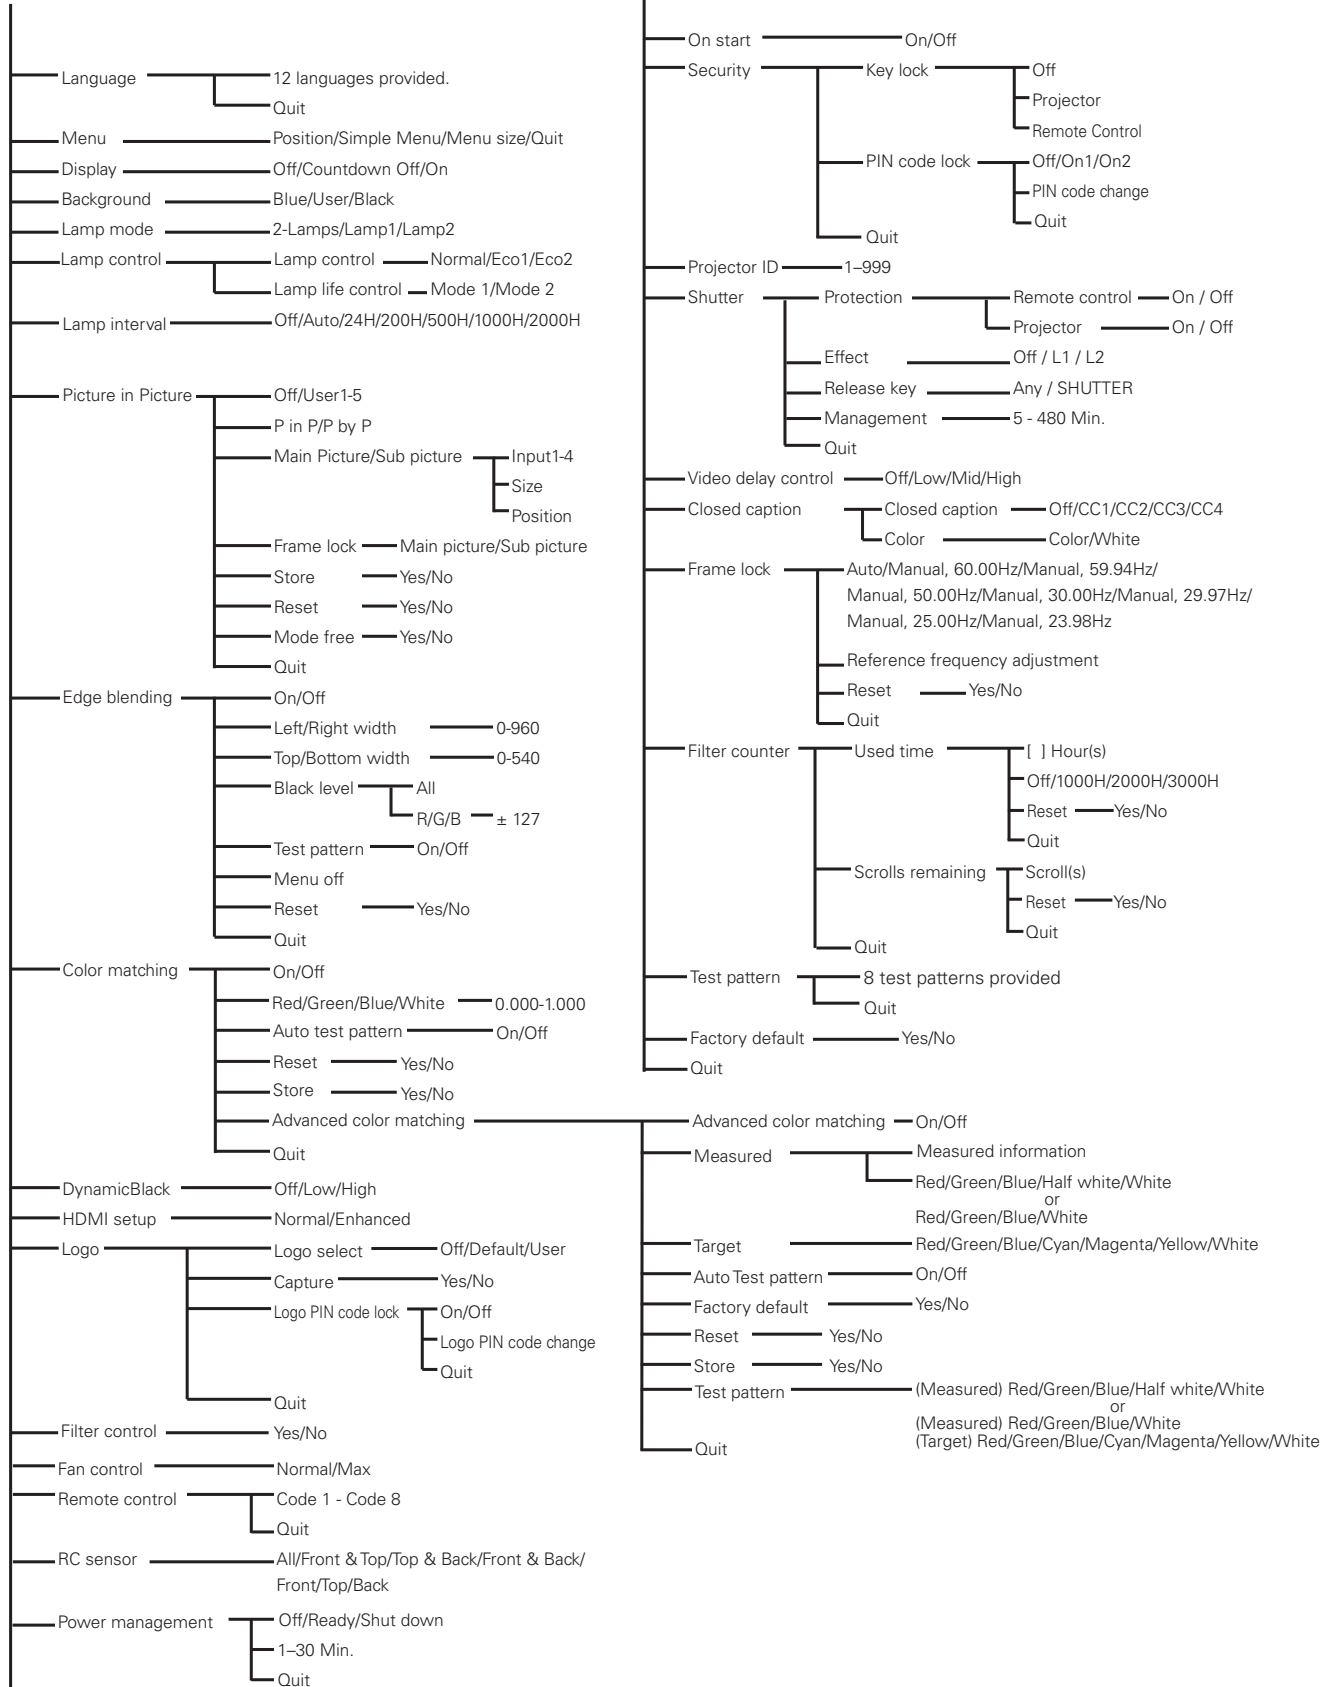 Language 12 languages provided.
Quit
Menu Position/Simple Menu/Menu size/Quit
Display Off/Countdown Off/On
Background Blue/User/Black
Lamp mode 2-Lamps/Lamp1/Lamp2
Lamp control Lamp control Normal/Eco1/Eco2
Lamp life control Mode 1/Mode 2
Lamp interval Off/Auto/24H/200H/500H/1000H/2000H
Picture in Picture Off/User1-5
P in P/P by P
Main Picture/Sub picture Input1-4
Size
Position
Frame lock Main picture/Sub picture
Store Yes/No
Reset Yes/No
Mode free Yes/No
Quit
Edge blending On/Off
Left/Right width 0-960
Top/Bottom width 0-540
Black level All
R/G/B ± 127
Test pattern On/Off
Menu off
Reset Yes/No
Quit
Color matching On/Off
Red/Green/Blue/White 0.000-1.000
Auto test pattern On/Off
Reset Yes/No
Store Yes/No
Advanced color matching
Quit
DynamicBlack Off/Low/High
HDMI setup Normal/Enhanced
Logo Logo select Off/Default/User
Capture Yes/No
Logo PIN code lock On/Off
Logo PIN code change
Quit
Quit
Filter control Yes/No
Fan control Normal/Max
Remote control Code 1 - Code 8
Quit
RC sensor All/Front & Top/Top & Back/Front & Back/
Front/Top/Back
Power management Off/Ready/Shut down
1–30 Min.
Quit
On start On/Off
Security Key lock Off
Projector
Remote Control
PIN code lock Off/On1/On2
PIN code change
Quit
Quit
Projector ID 1–999
Shutter Protection Remote control On / Off
Projector On / Off
Effect Off / L1 / L2
Release key Any / SHUTTER
Management 5 - 480 Min.
Quit
Video delay control Off/Low/Mid/High
Closed caption Closed caption Off/CC1/CC2/CC3/CC4
Color Color/White
Frame lock Auto/Manual, 60.00Hz/Manual, 59.94Hz/
Manual, 50.00Hz/Manual, 30.00Hz/Manual, 29.97Hz/
Manual, 25.00Hz/Manual, 23.98Hz
Reference frequency adjustment
Reset Yes/No
Quit
Filter counter Used time [ ] Hour(s)
Off/1000H/2000H/3000H
Reset Yes/No
Quit
Scrolls remaining Scroll(s)
Reset Yes/No
Quit
Quit
Test pattern 8 test patterns provided
Quit
Factory default Yes/No
Quit
Advanced color matching On/Off
Measured Measured information
Red/Green/Blue/Half white/White
or
Red/Green/Blue/White
Target Red/Green/Blue/Cyan/Magenta/Yellow/White
Auto Test pattern On/Off
Factory default Yes/No
Reset Yes/No
Store Yes/No
Test pattern (Measured) Red/Green/Blue/Half white/White
or
(Measured) Red/Green/Blue/White
(Target) Red/Green/Blue/Cyan/Magenta/Yellow/White
Quit